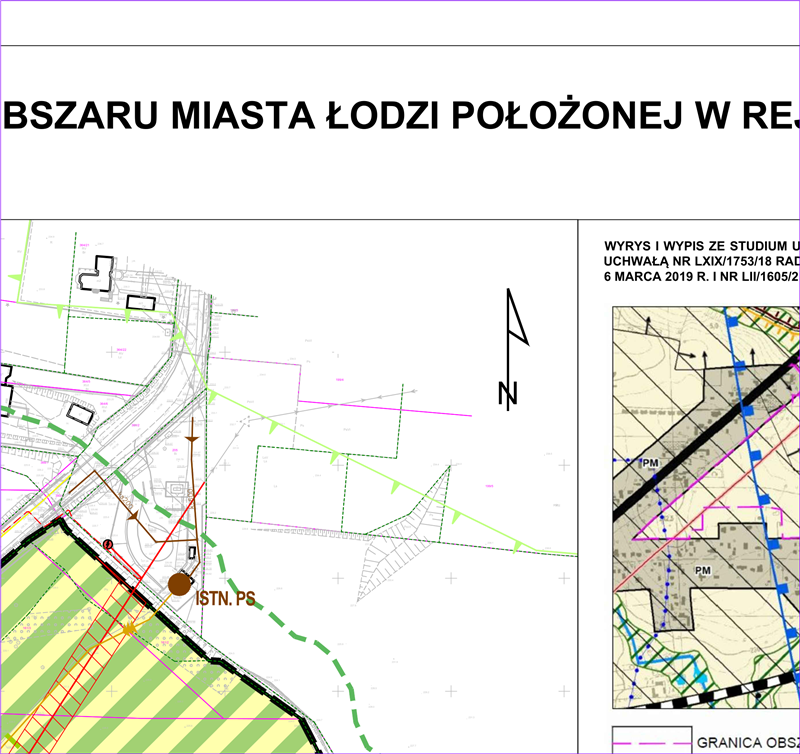 BSZARU MIASTA ŁODZI POŁOŻONEJ W REJ
WYRYS I WYPIS ZE STUDIUM U
UCHWAŁĄ NR LXIX/1753/18 RAD
6 MARCA 2019 R. I NR LII/1605/2
N
PM
ISTN. PS
PM
GRANICA OBSZ